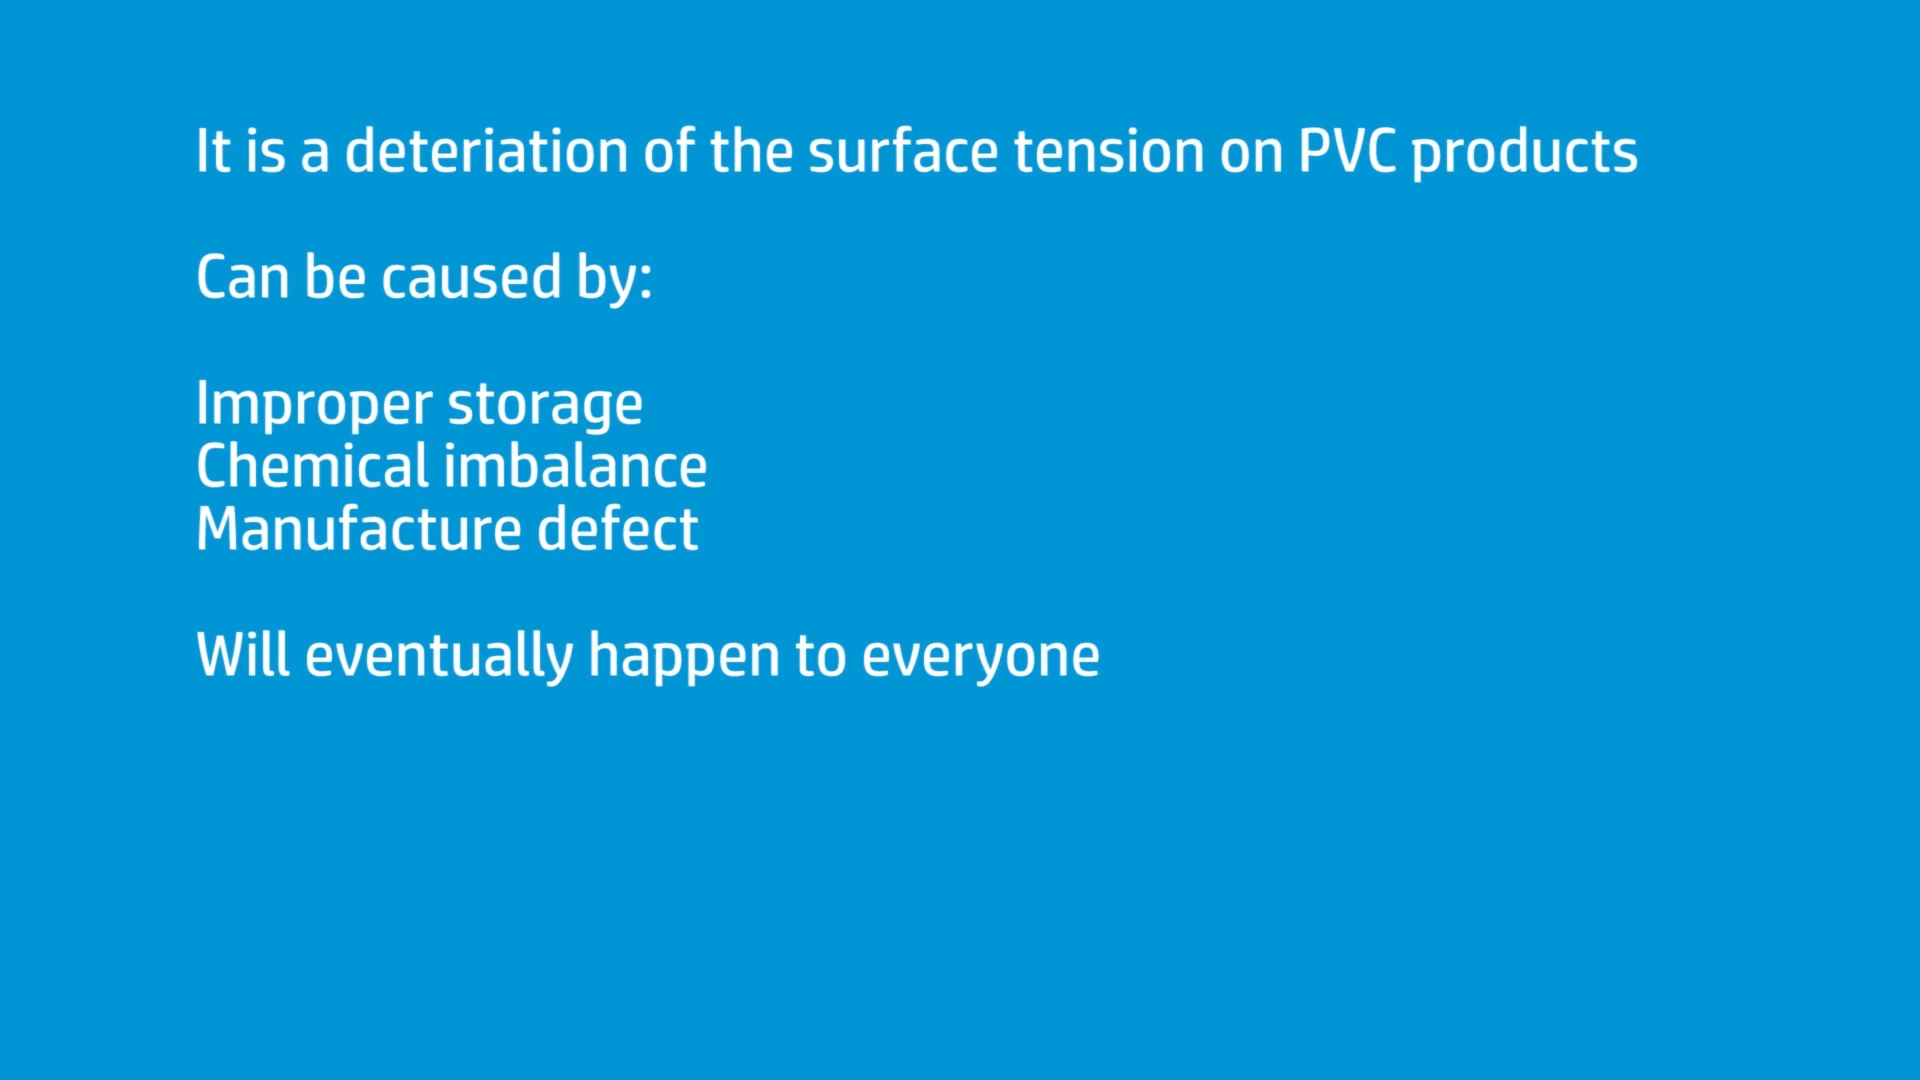 It is a deteriation of the surface tension on PVC products
Can be caused by:
Improper storage
Chemical imbalance
Manufacture defect
Will eventually happen to everyone